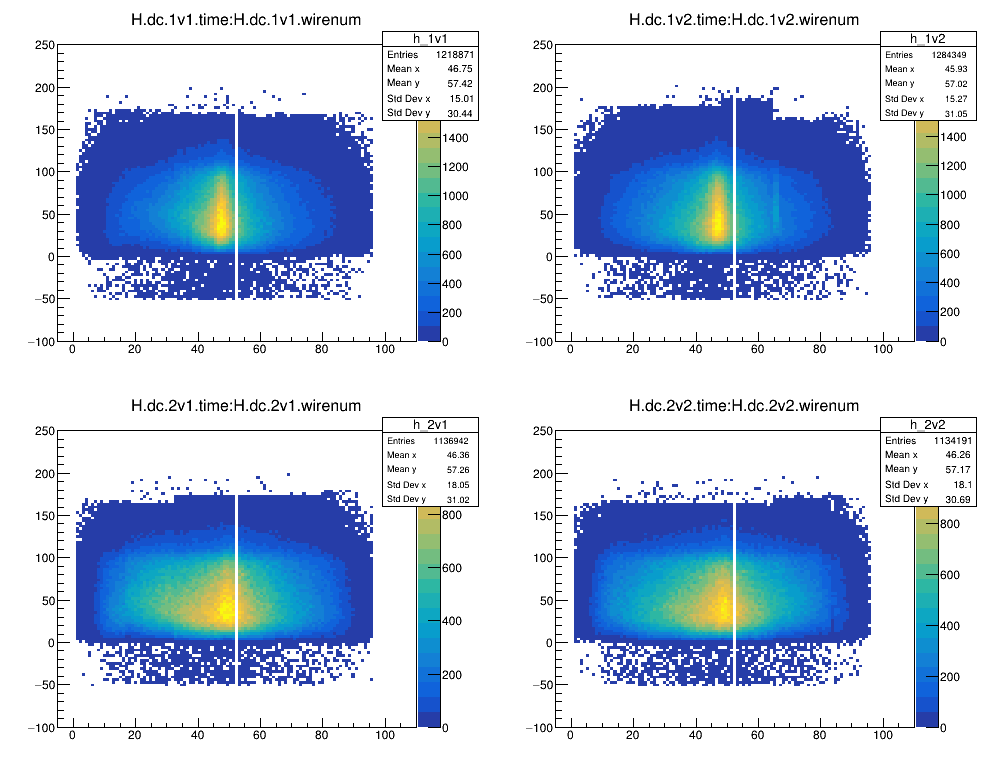 H.dc.1v1.time:H.dc.1v1.wirenum
h_1v1
Entries 1218871
Mean x 46.75
Mean y 57.42
Std Dev x 15.01
Std Dev y 30.44
250
200
150
100
50
0
−50
−100
0 20 40 60 80 100
1400
1200
1000
800
600
400
200
0
H.dc.1v2.time:H.dc.1v2.wirenum
h_1v2
Entries 1284349
Mean x 45.93
Mean y 57.02
Std Dev x 15.27
Std Dev y 31.05
250
200
150
100
50
0
−50
−100
0 20 40 60 80 100
1400
1200
1000
800
600
400
200
0
H.dc.2v1.time:H.dc.2v1.wirenum
h_2v1
Entries 1136942
Mean x 46.36
Mean y 57.26
Std Dev x 18.05
Std Dev y 31.02
250
200
150
100
50
0
−50
−100
0 20 40 60 80 100
800
600
400
200
0
H.dc.2v2.time:H.dc.2v2.wirenum
h_2v2
Entries 1134191
Mean x 46.26
Mean y 57.17
Std Dev x 18.1
Std Dev y 30.69
250
200
150
100
50
0
−50
−100
0 20 40 60 80 100
800
600
400
200
0